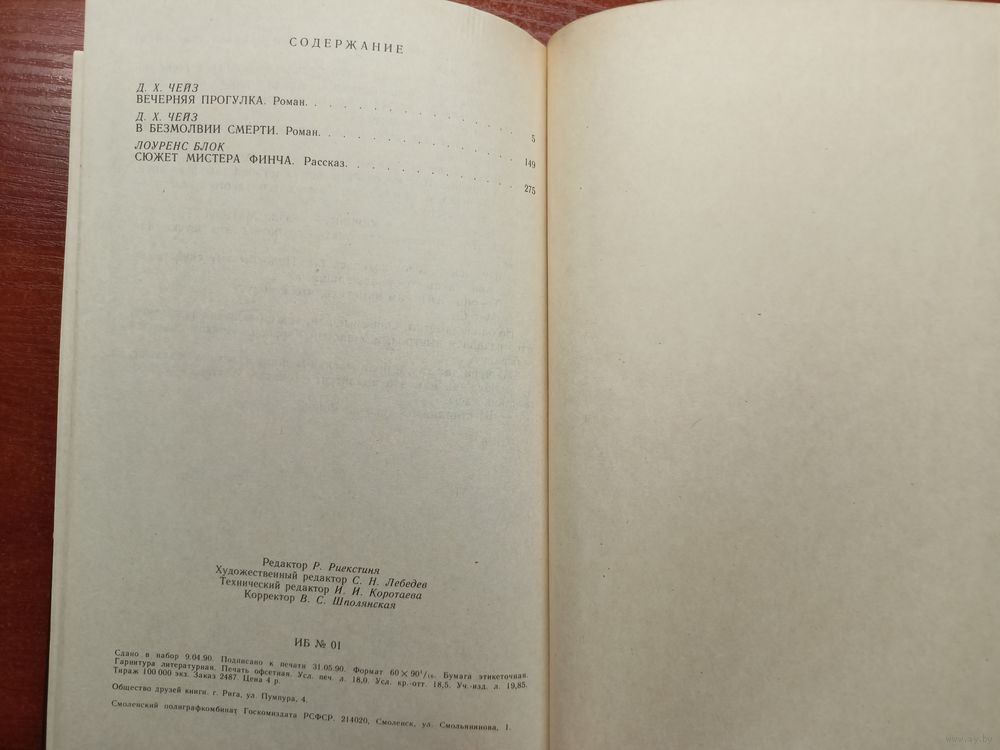 СОДЕРЖАНИЕ
Д. Х. ЧЕЙЗ
ВЕЧЕРНЯЯ ПРОГУЛКА. Роман. . . . . . . . . . . . . . 5
Д. Х. ЧЕЙЗ
В БЕЗМОЛВИИ СМЕРТИ. Роман. . . . . . . . . . . . . . 149
ЛОУРЕНС БЛОК
СЮЖЕТ МИСТЕРА ФИНЧА. Рассказ. . . . . . . . . . . . 275
Редактор Р. Риекстиня
Художественный редактор С. Н. Лебедев
Технический редактор И. И. Коротаева
Корректор В. С. Шполянская
ИБ № 01
Сдано в набор 9.04.90. Подписано к печати 31.05.90. Формат 60×90¹/₁₆. Бумага этикеточная.
Гарнитура литературная. Печать офсетная. Усл. печ. л. 18,0. Усл. кр.-отт. 18,5. Уч.-изд. л. 19,85.
Тираж 100 000 экз. Заказ 2487. Цена 4 р.
Общество друзей книги. г. Рига, ул. Пумпура, 4.
Смоленский полиграфкомбинат Госкомиздата РСФСР. 214020, Смоленск, ул. Смольянинова, 1.
www.ay.by